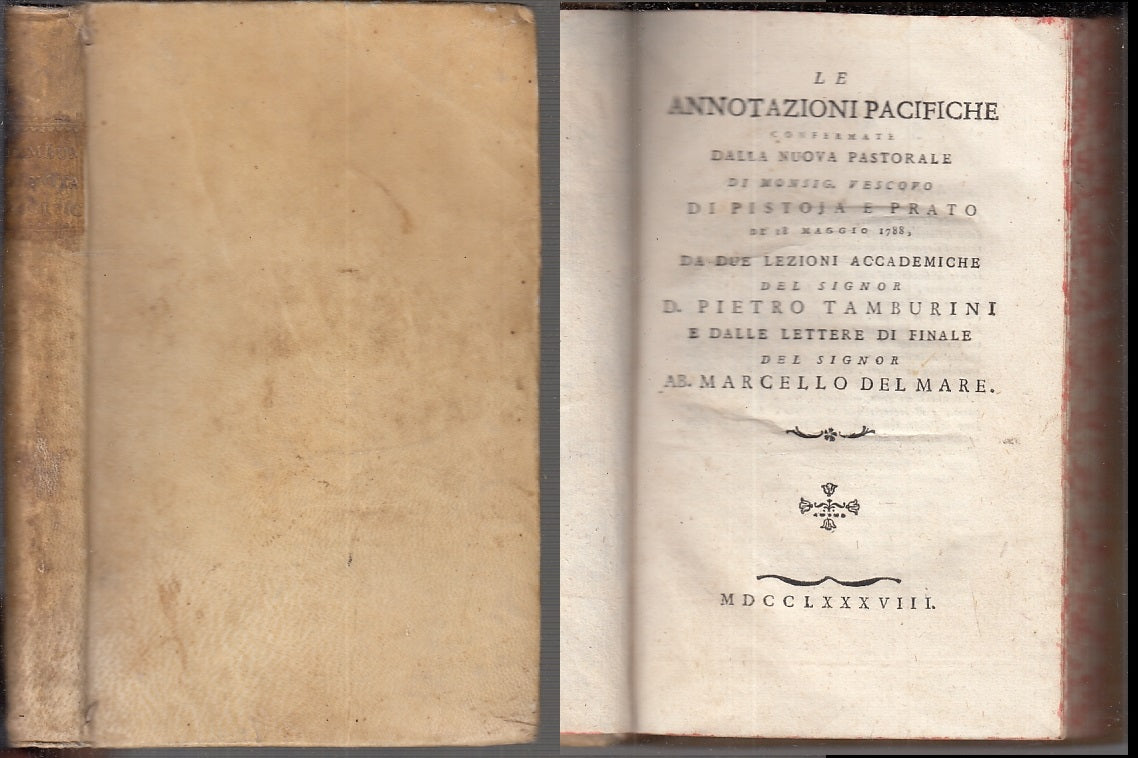 LE
ANNOTAZIONI PACIFICHE
CONFERMATE
DALLA NUOVA PASTORALE
DI MONSIG. VESCOVO
DI PISTOJA E PRATO
DE' 18 MAGGIO 1788,
DA DUE LEZIONI ACCADEMICHE
DEL SIGNOR
D. PIETRO TAMBURINI
E DALLE LETTERE DI FINALE
DEL SIGNOR
AB. MARCELLO DEL MARE.
MDCCLXXXVIII.